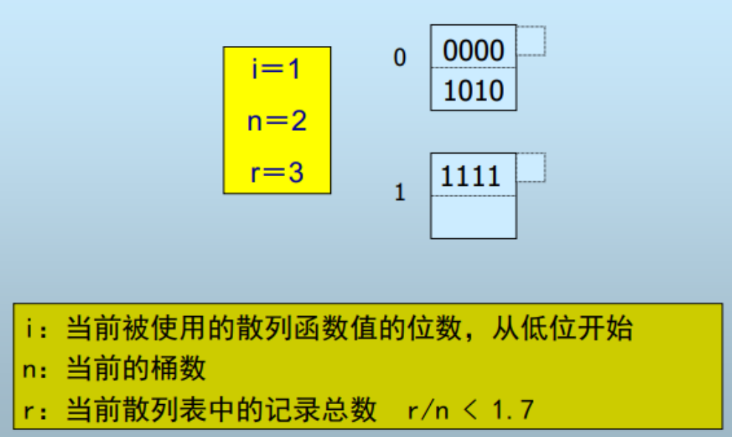 i＝1
n＝2
r＝3
0
0000
1010
1
1111
i：当前被使用的散列函数值的位数，从低位开始
n：当前的桶数
r：当前散列表中的记录总数 r/n < 1.7